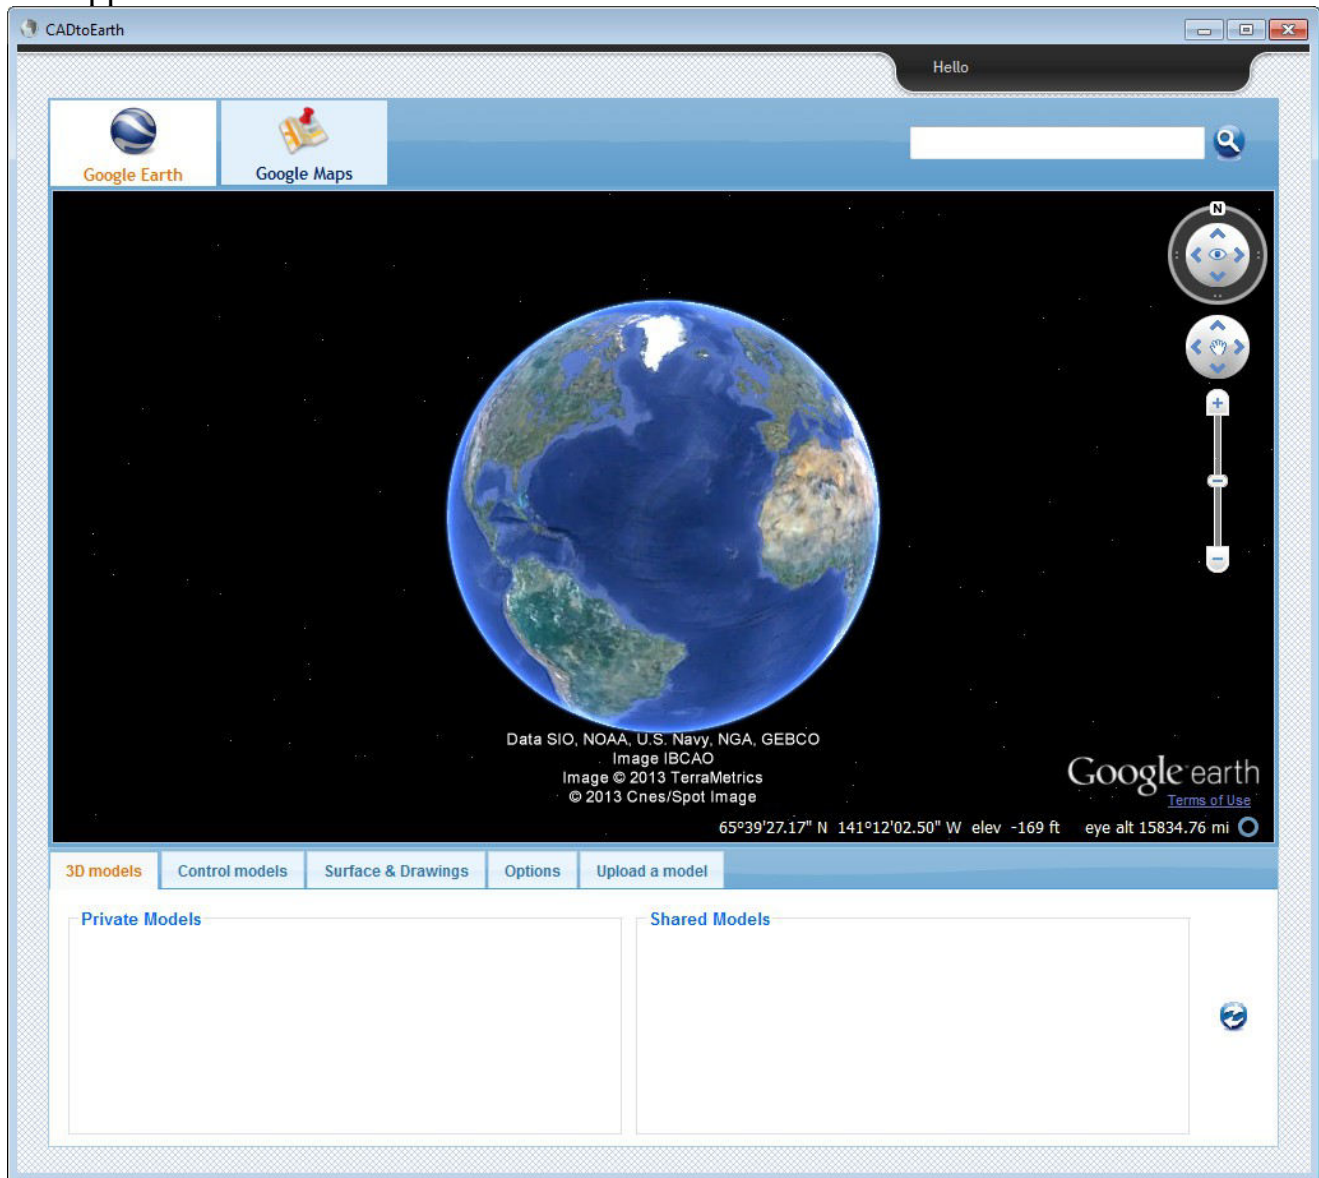 CADtoEarth
Hello
Google Earth
Google Maps
N
Data SIO, NOAA, U.S. Navy, NGA, GEBCO
Image IBCAO
Image © 2013 TerraMetrics
© 2013 Cnes/Spot Image
Google earth
Terms of Use
65°39'27.17" N 141°12'02.50" W elev -169 ft eye alt 15834.76 mi
3D models Control models Surface & Drawings Options Upload a model
Private Models
Shared Models